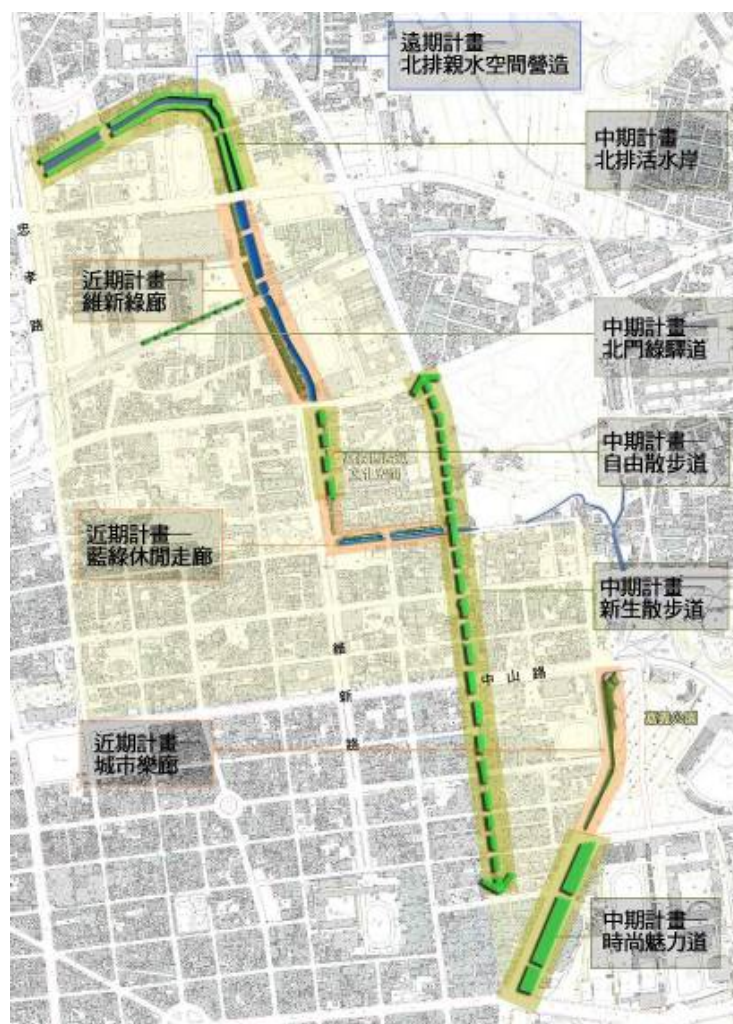 遠期計畫—
北排親水空間營造
中期計畫—
北排活水岸
忠孝路
近期計畫—
維新綠廊
中期計畫—
北門綠驛道
中期計畫—
自由散步道
近期計畫—
藍綠休閒走廊
中期計畫—
新生散步道
維新路
中山路
嘉義公園
近期計畫—
城市樂廊
中期計畫—
時尚魅力道